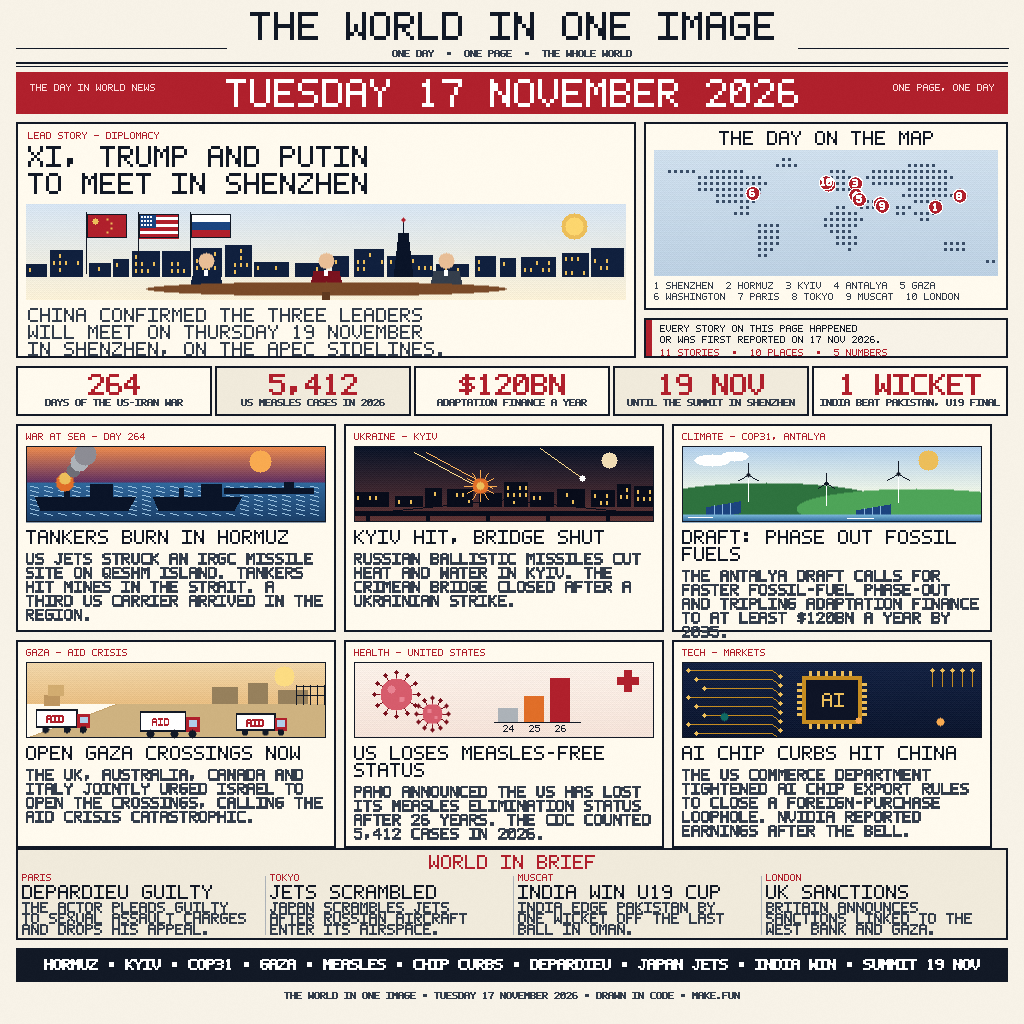 THE WORLD IN ONE IMAGE
ONE DAY ▪ ONE PAGE ▪ THE WHOLE WORLD
THE DAY IN WORLD NEWS
TUESDAY 17 NOVEMBER 2026
ONE PAGE, ONE DAY
LEAD STORY – DIPLOMACY
XI, TRUMP AND PUTIN
TO MEET IN SHENZHEN
CHINA CONFIRMED THE THREE LEADERS
WILL MEET ON THURSDAY 19 NOVEMBER
IN SHENZHEN, ON THE APEC SIDELINES.
THE DAY ON THE MAP
6
10
3
5
9
1
8
1 SHENZHEN 2 HORMUZ 3 KYIV 4 ANTALYA 5 GAZA
6 WASHINGTON 7 PARIS 8 TOKYO 9 MUSCAT 10 LONDON
EVERY STORY ON THIS PAGE HAPPENED
OR WAS FIRST REPORTED ON 17 NOV 2026.
11 STORIES ▪ 10 PLACES ▪ 5 NUMBERS
264
DAYS OF THE US-IRAN WAR
5,412
US MEASLES CASES IN 2026
$120BN
ADAPTATION FINANCE A YEAR
19 NOV
UNTIL THE SUMMIT IN SHENZHEN
1 WICKET
INDIA BEAT PAKISTAN, U19 FINAL
WAR AT SEA – DAY 264
TANKERS BURN IN HORMUZ
US JETS STRUCK AN IRGC MISSILE
SITE ON QESHM ISLAND. TANKERS
HIT MINES IN THE STRAIT. A
THIRD US CARRIER ARRIVED IN THE
REGION.
UKRAINE – KYIV
KYIV HIT, BRIDGE SHUT
RUSSIAN BALLISTIC MISSILES CUT
HEAT AND WATER IN KYIV. THE
CRIMEAN BRIDGE CLOSED AFTER A
UKRAINIAN STRIKE.
CLIMATE – COP31, ANTALYA
DRAFT: PHASE OUT FOSSIL
FUELS
THE ANTALYA DRAFT CALLS FOR
FASTER FOSSIL-FUEL PHASE-OUT
AND TRIPLING ADAPTATION FINANCE
TO AT LEAST $120BN A YEAR BY
2035.
GAZA – AID CRISIS
AID
AID
AID
OPEN GAZA CROSSINGS NOW
THE UK, AUSTRALIA, CANADA AND
ITALY JOINTLY URGED ISRAEL TO
OPEN THE CROSSINGS, CALLING THE
AID CRISIS CATASTROPHIC.
HEALTH – UNITED STATES
24 25 26
US LOSES MEASLES-FREE
STATUS
PAHO ANNOUNCED THE US HAS LOST
ITS MEASLES ELIMINATION STATUS
AFTER 26 YEARS. THE CDC COUNTED
5,412 CASES IN 2026.
TECH – MARKETS
AI
AI CHIP CURBS HIT CHINA
THE US COMMERCE DEPARTMENT
TIGHTENED AI CHIP EXPORT RULES
TO CLOSE A FOREIGN-PURCHASE
LOOPHOLE. NVIDIA REPORTED
EARNINGS AFTER THE BELL.
WORLD IN BRIEF
PARIS
DEPARDIEU GUILTY
THE ACTOR PLEADS GUILTY
TO SEXUAL ASSAULT CHARGES
AND DROPS HIS APPEAL.
TOKYO
JETS SCRAMBLED
JAPAN SCRAMBLES JETS
AFTER RUSSIAN AIRCRAFT
ENTER ITS AIRSPACE.
MUSCAT
INDIA WIN U19 CUP
INDIA EDGE PAKISTAN BY
ONE WICKET OFF THE LAST
BALL IN OMAN.
LONDON
UK SANCTIONS
BRITAIN ANNOUNCES
SANCTIONS LINKED TO THE
WEST BANK AND GAZA.
HORMUZ ▪ KYIV ▪ COP31 ▪ GAZA ▪ MEASLES ▪ CHIP CURBS ▪ DEPARDIEU ▪ JAPAN JETS ▪ INDIA WIN ▪ SUMMIT 19 NOV
THE WORLD IN ONE IMAGE ▪ TUESDAY 17 NOVEMBER 2026 ▪ DRAWN IN CODE ▪ MAKE.FUN